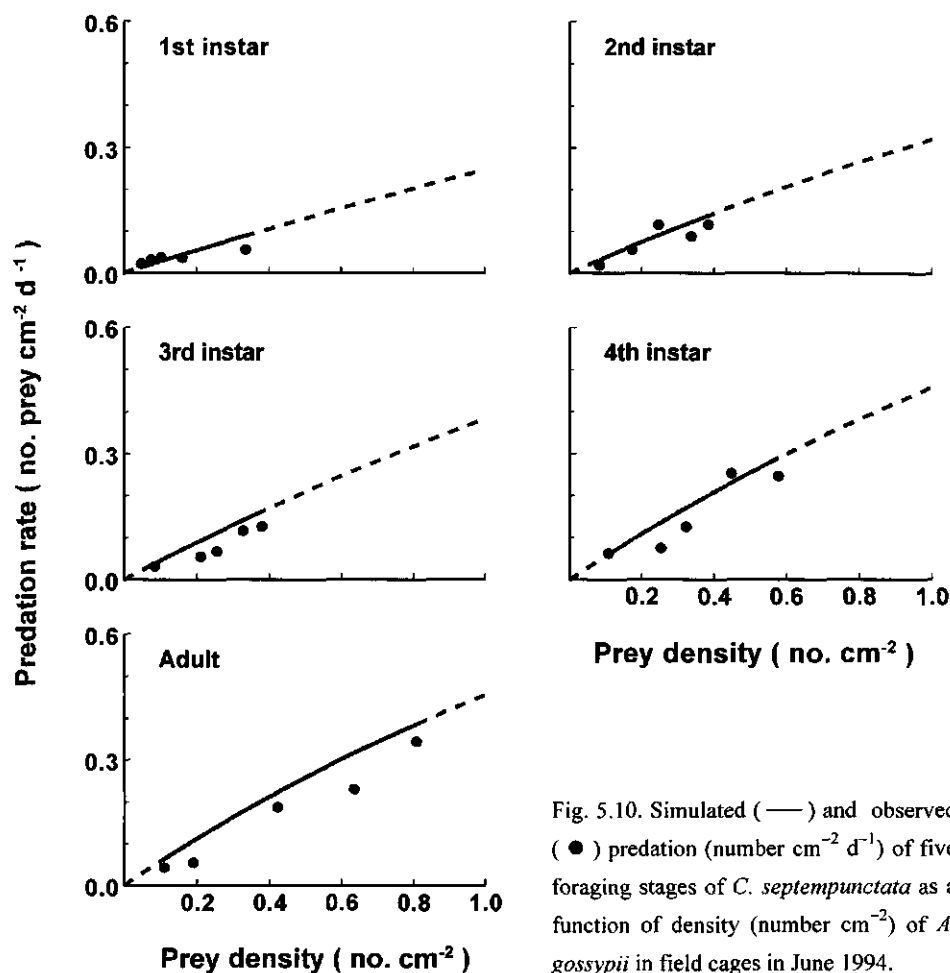 0.6
1st instar
0.3
0.0
2nd instar
0.6
3rd instar
0.3
0.0
4th instar
0.2 0.4 0.6 0.8 1.0
Prey density ( no. cm⁻² )
0.6
Adult
0.3
0.0
0.2 0.4 0.6 0.8 1.0
Prey density ( no. cm⁻² )
Predation rate ( no. prey cm⁻² d⁻¹ )
Fig. 5.10. Simulated ( — ) and observed
( ● ) predation (number cm⁻² d⁻¹) of five
foraging stages of C. septempunctata as a
function of density (number cm⁻²) of A.
gossypii in field cages in June 1994.